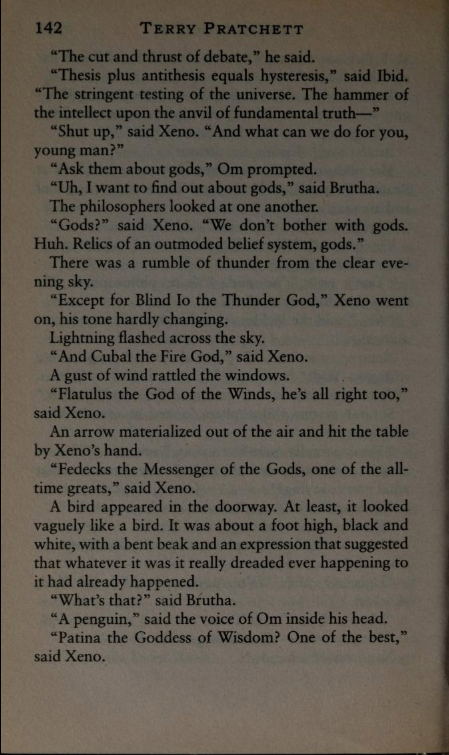 142 TERRY PRATCHETT
"The cut and thrust of debate," he said.
"Thesis plus antithesis equals hysteresis," said Ibid.
"The stringent testing of the universe. The hammer of
the intellect upon the anvil of fundamental truth—"
"Shut up," said Xeno. "And what can we do for you,
young man?"
"Ask them about gods," Om prompted.
"Uh, I want to find out about gods," said Brutha.
The philosophers looked at one another.
"Gods?" said Xeno. "We don't bother with gods.
Huh. Relics of an outmoded belief system, gods."
There was a rumble of thunder from the clear eve-
ning sky.
"Except for Blind Io the Thunder God," Xeno went
on, his tone hardly changing.
Lightning flashed across the sky.
"And Cubal the Fire God," said Xeno.
A gust of wind rattled the windows.
"Flatulus the God of the Winds, he's all right too,"
said Xeno.
An arrow materialized out of the air and hit the table
by Xeno's hand.
"Fedecks the Messenger of the Gods, one of the all-
time greats," said Xeno.
A bird appeared in the doorway. At least, it looked
vaguely like a bird. It was about a foot high, black and
white, with a bent beak and an expression that suggested
that whatever it was it really dreaded ever happening to
it had already happened.
"What's that?" said Brutha.
"A penguin," said the voice of Om inside his head.
"Patina the Goddess of Wisdom? One of the best,"
said Xeno.